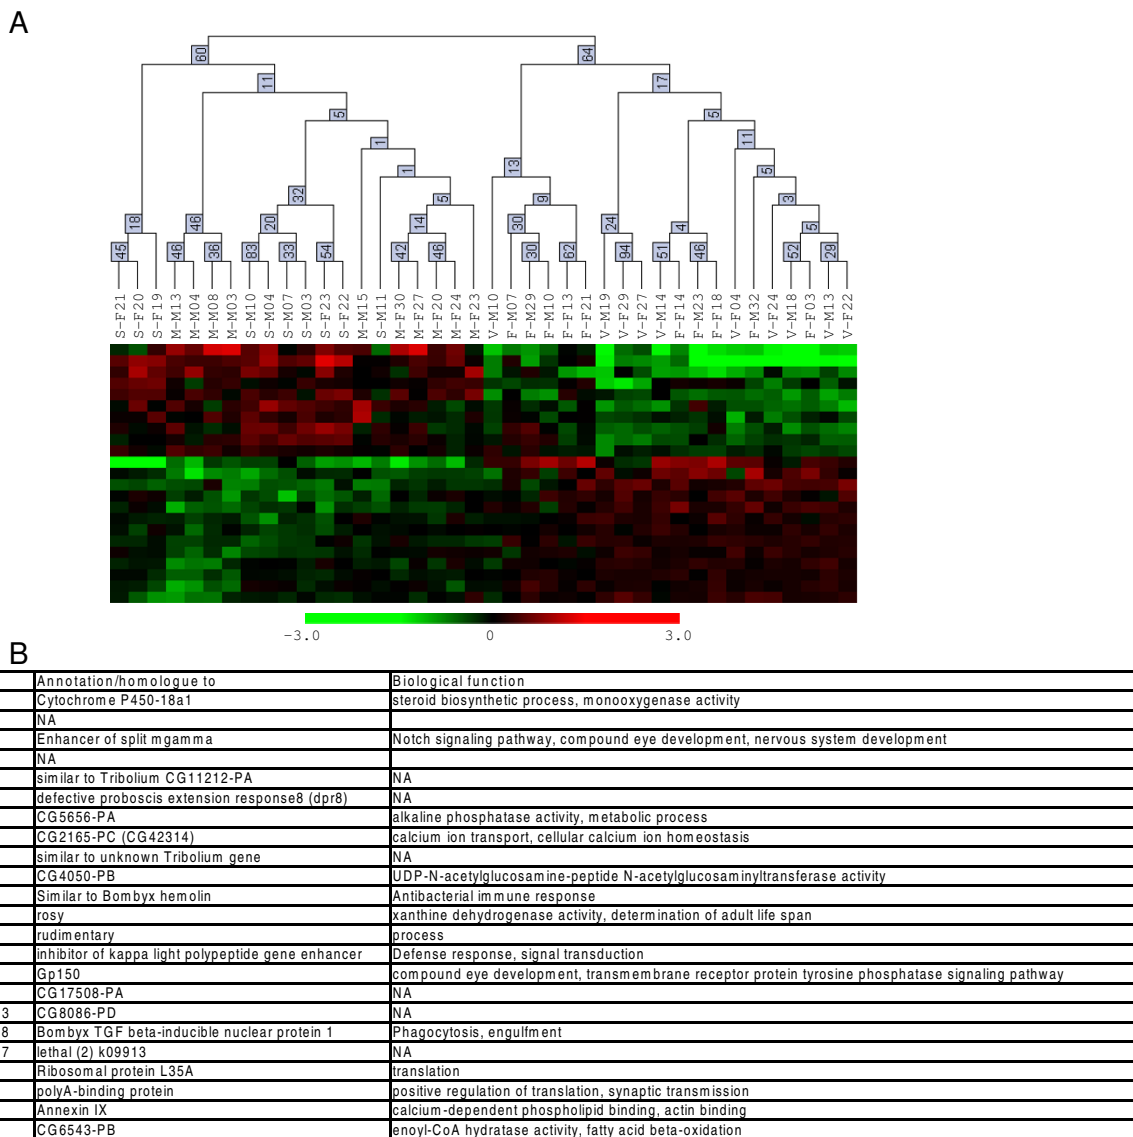 A
60 64
11 17
5 5
1 11
1 13 5
32 5 9 3
18 46 20 14 30 24 4 5
45 46 36 83 33 54 42 46 30 62 94 51 46 52 29
S-F21 S-F20 S-F19 M-M13 M-M04 M-M08 M-M03 S-M10 S-M04 S-M07 S-M03 S-F23 S-F22 M-M15 S-M11 M-F30 M-F27 M-F20 M-F24 M-F23 V-M10 F-M07 F-M29 F-M10 F-F13 F-F21 V-M19 V-F29 V-F27 V-M14 F-F14 F-M23 F-F18 V-F04 F-M32 V-F24 V-M18 F-F03 V-M13 V-F22
-3.0 0 3.0
B
Annotation/homologue to Biological function
Cytochrome P450-18a1 steroid biosynthetic process, monooxygenase activity
NA
Enhancer of split mgamma Notch signaling pathway, compound eye development, nervous system development
NA
similar to Tribolium CG11212-PA NA
defective proboscis extension response8 (dpr8) NA
CG5656-PA alkaline phosphatase activity, metabolic process
CG2165-PC (CG42314) calcium ion transport, cellular calcium ion homeostasis
similar to unknown Tribolium gene NA
CG4050-PB UDP-N-acetylglucosamine-peptide N-acetylglucosaminyltransferase activity
Similar to Bombyx hemolin Antibacterial immune response
rosy xanthine dehydrogenase activity, determination of adult life span
rudimentary process
inhibitor of kappa light polypeptide gene enhancer Defense response, signal transduction
Gp150 compound eye development, transmembrane receptor protein tyrosine phosphatase signaling pathway
CG17508-PA NA
3 CG8086-PD NA
8 Bombyx TGF beta-inducible nuclear protein 1 Phagocytosis, engulfment
7 lethal (2) k09913 NA
Ribosomal protein L35A translation
polyA-binding protein positive regulation of translation, synaptic transmission
Annexin IX calcium-dependent phospholipid binding, actin binding
CG6543-PB enoyl-CoA hydratase activity, fatty acid beta-oxidation